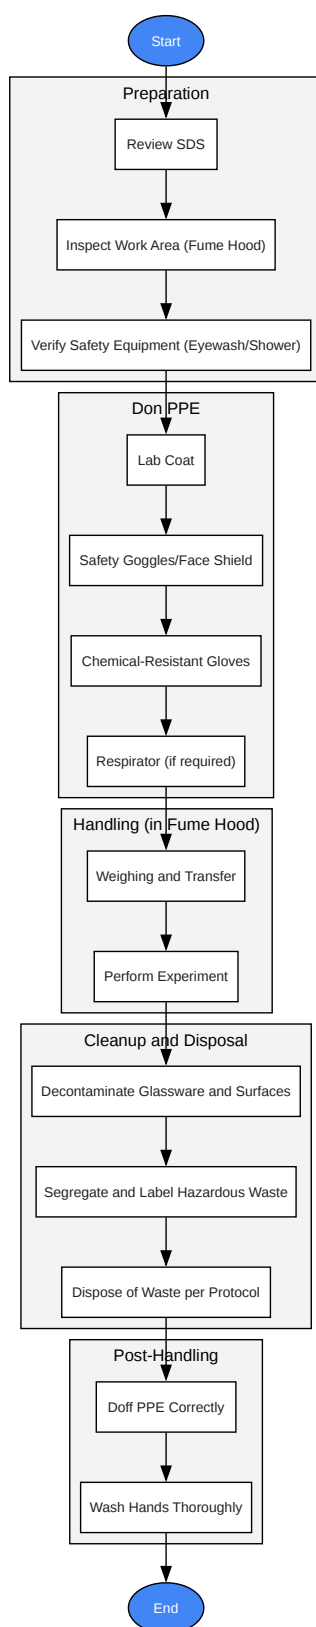 Start
Preparation
Review SDS
Inspect Work Area (Fume Hood)
Verify Safety Equipment (Eyewash/Shower)
Don PPE
Lab Coat
Safety Goggles/Face Shield
Chemical-Resistant Gloves
Respirator (if required)
Handling (in Fume Hood)
Weighing and Transfer
Perform Experiment
Cleanup and Disposal
Decontaminate Glassware and Surfaces
Segregate and Label Hazardous Waste
Dispose of Waste per Protocol
Post-Handling
Doff PPE Correctly
Wash Hands Thoroughly
End